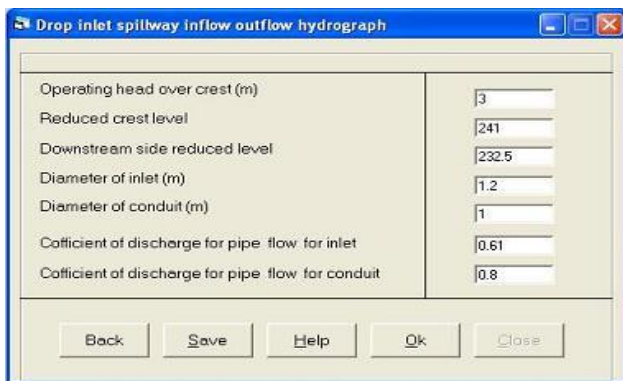 Drop inlet spillway inflow outflow hydrograph
Operating head over crest (m)
3
Reduced crest level
241
Downstream side reduced level
232.5
Diameter of inlet (m)
1.2
Diameter of conduit (m)
1
Cofficient of discharge for pipe flow for inlet
0.61
Cofficient of discharge for pipe flow for conduit
0.8
Back Save Help Ok Close